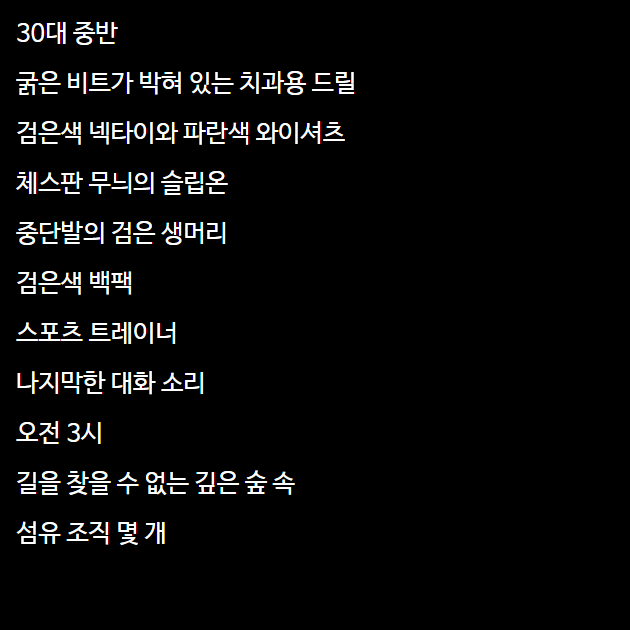 30대 중반
굵은 비트가 박혀 있는 치과용 드릴
검은색 넥타이와 파란색 와이셔츠
체스판 무늬의 슬립온
중단발의 검은 생머리
검은색 백팩
스포츠 트레이너
나지막한 대화 소리
오전 3시
길을 찾을 수 없는 깊은 숲 속
섬유 조직 몇 개